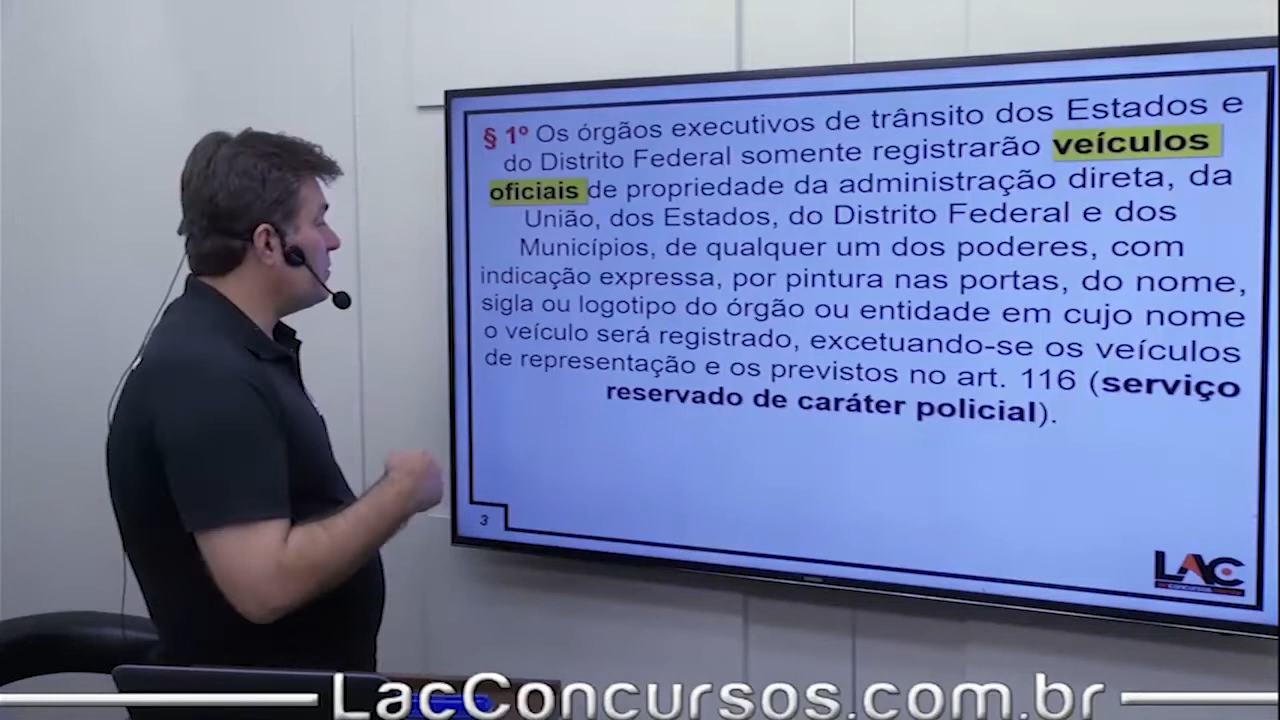 § 1º Os órgãos executivos de trânsito dos Estados e
do Distrito Federal somente registrarão veículos
oficiais de propriedade da administração direta, da
União, dos Estados, do Distrito Federal e dos
Municípios, de qualquer um dos poderes, com
indicação expressa, por pintura nas portas, do nome,
sigla ou logotipo do órgão ou entidade em cujo nome
o veículo será registrado, excetuando-se os veículos
de representação e os previstos no art. 116 (serviço
reservado de caráter policial).
3
LAC
LacConcursos.com.br